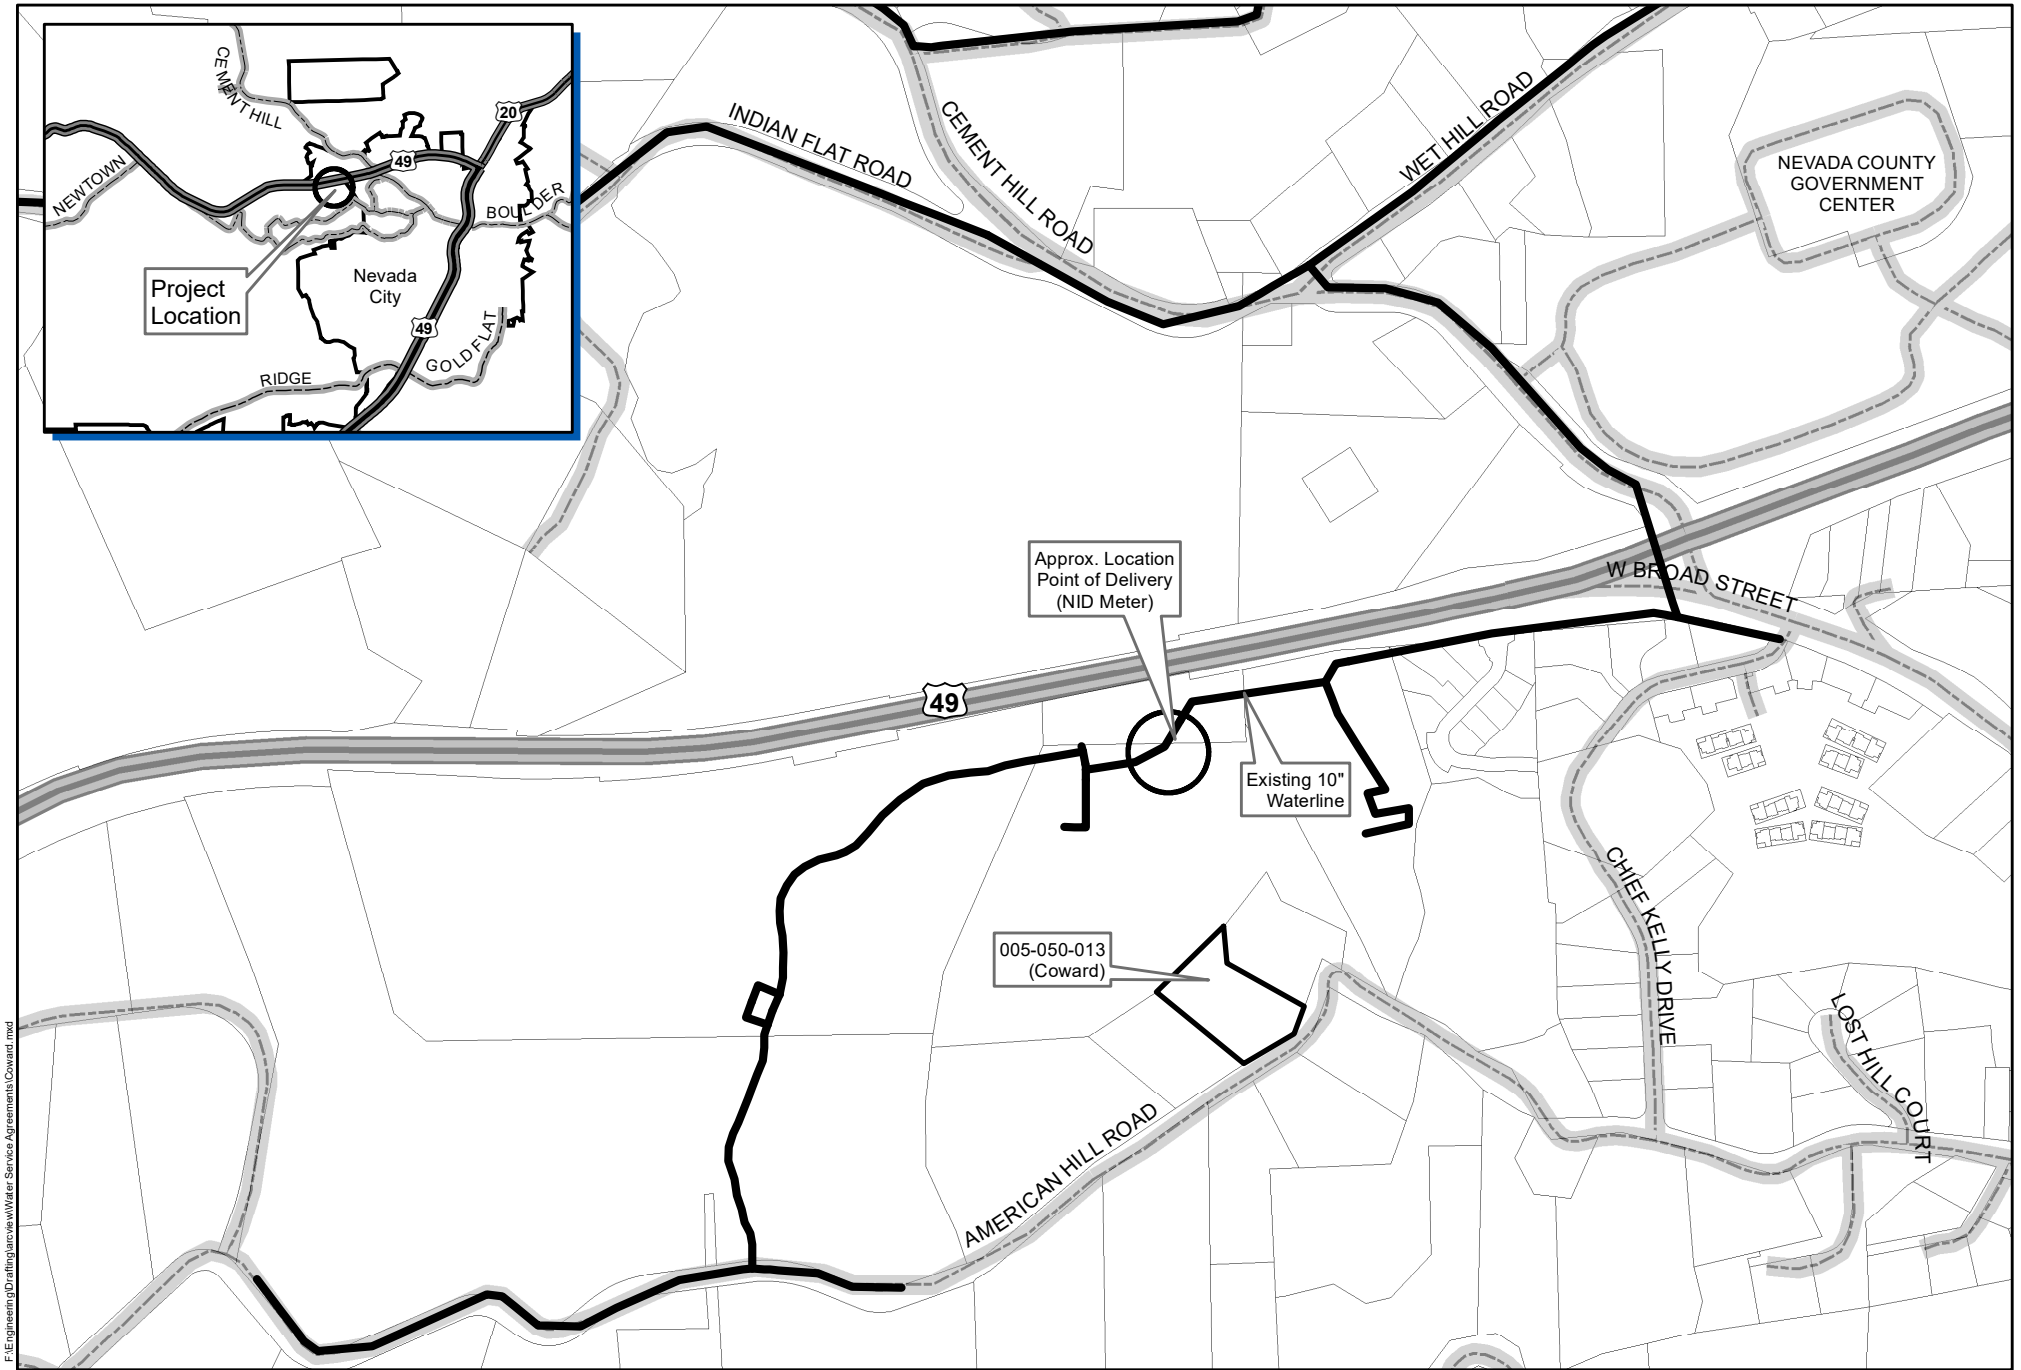 CEMENT HILL
20
49
NEWTOWN
BOULDER
Project
Location
Nevada
City
49
GOLD FLAT
RIDGE
INDIAN FLAT ROAD
CEMENT HILL ROAD
WET HILL ROAD
NEVADA COUNTY
GOVERNMENT
CENTER
Approx. Location
Point of Delivery
(NID Meter)
W BROAD STREET
49
Existing 10"
Waterline
005-050-013
(Coward)
CHIEF KELLY DRIVE
LOST HILL COURT
AMERICAN HILL ROAD
F:\Engineering\Drafting\arcview\Water Service Agreements\Coward.mxd